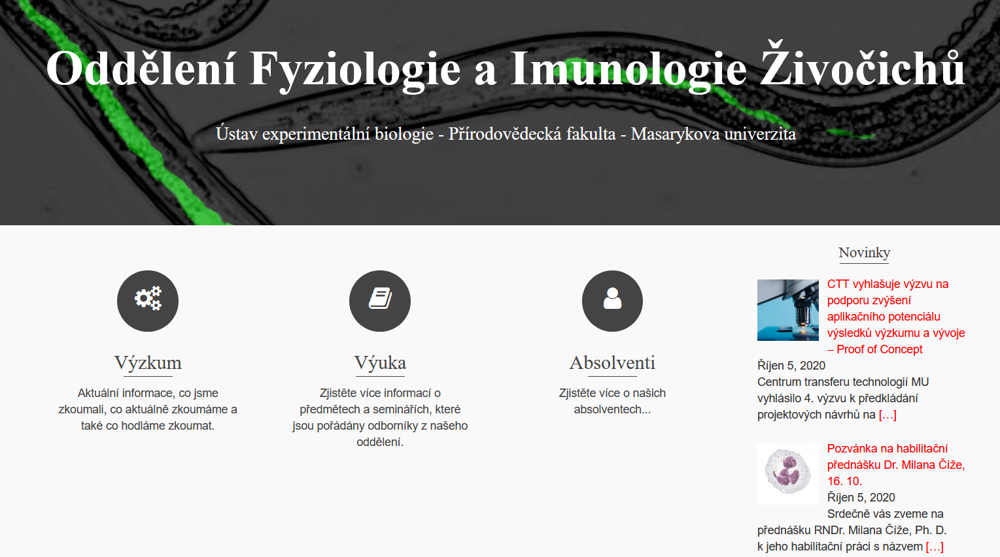 Oddělení Fyziologie a Imunologie Živočichů
Ústav experimentální biologie - Přírodovědecká fakulta - Masarykova univerzita
Výzkum
Aktuální informace, co jsme
zkoumali, co aktuálně zkoumáme a
také co hodláme zkoumat.
Výuka
Zjistěte více informací o
předmětech a seminářích, které
jsou pořádány odborníky z našeho
oddělení.
Absolventi
Zjistěte více o našich
absolventech...
Novinky
CTT vyhlašuje výzvu na
podporu zvýšení
aplikačního potenciálu
výsledků výzkumu a vývoje
– Proof of Concept
Říjen 5, 2020
Centrum transferu technologií MU
vyhlásilo 4. výzvu k předkládání
projektových návrhů na […]
Pozvánka na habilitační
přednášku Dr. Milana Číže,
16. 10.
Říjen 5, 2020
Srdečně vás zveme na
přednášku RNDr. Milana Číže, Ph. D.
k jeho habilitační práci s názvem […]